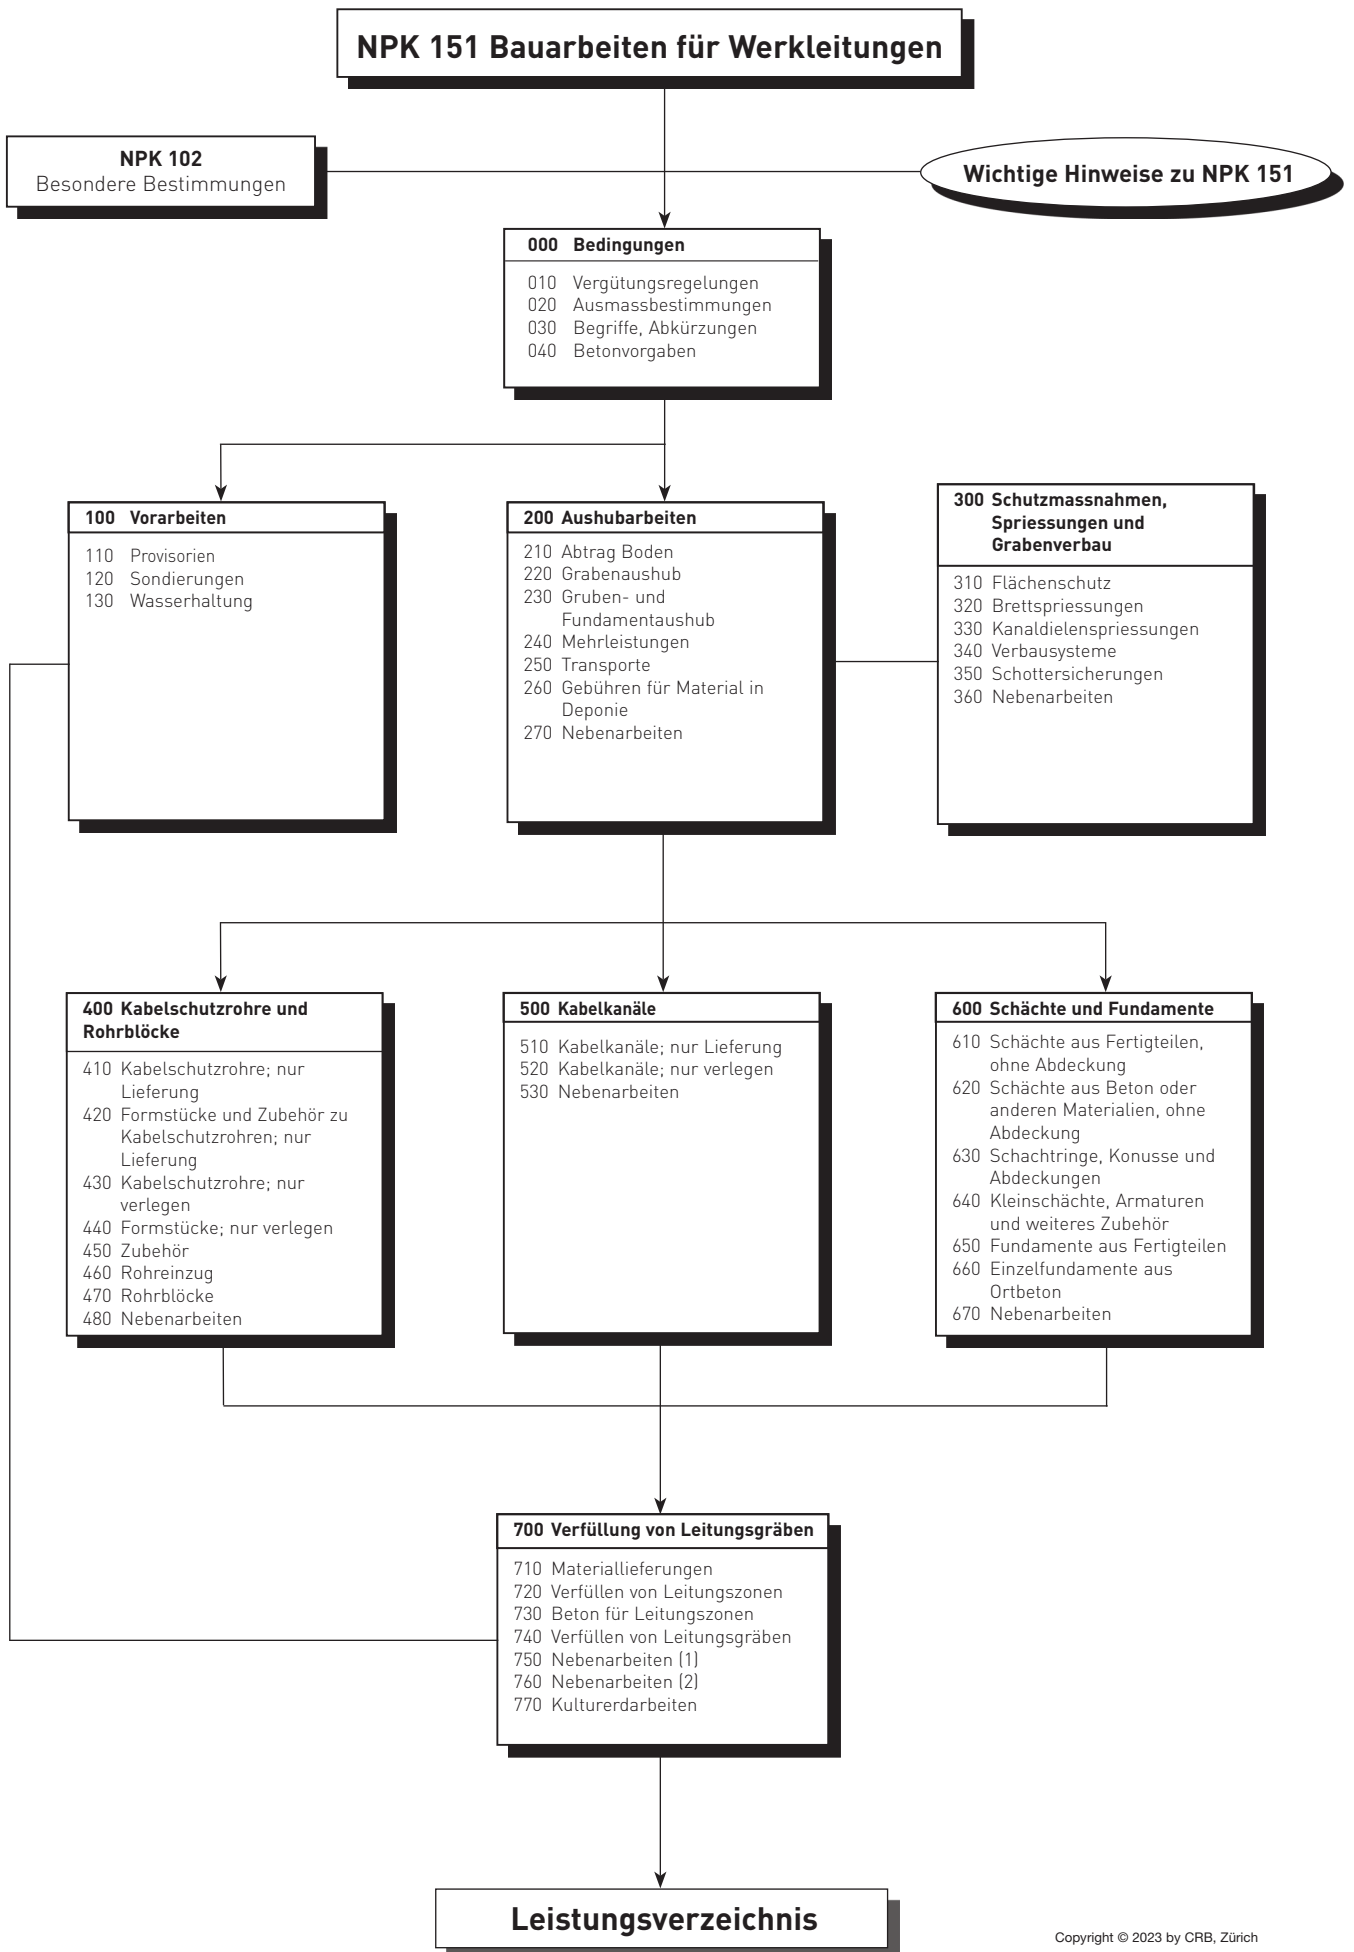 NPK 151 Bauarbeiten für Werkleitungen
NPK 102
Besondere Bestimmungen
Wichtige Hinweise zu NPK 151
000 Bedingungen
010 Vergütungsregelungen
020 Ausmassbestimmungen
030 Begriffe, Abkürzungen
040 Betonvorgaben
100 Vorarbeiten
110 Provisorien
120 Sondierungen
130 Wasserhaltung
200 Aushubarbeiten
210 Abtrag Boden
220 Grabenaushub
230 Gruben- und
Fundamentaushub
240 Mehrleistungen
250 Transporte
260 Gebühren für Material in
Deponie
270 Nebenarbeiten
300 Schutzmassnahmen,
Spriessungen und
Grabenverbau
310 Flächenschutz
320 Brettspriessungen
330 Kanaldielenspriessungen
340 Verbausysteme
350 Schottersicherungen
360 Nebenarbeiten
400 Kabelschutzrohre und
Rohrblöcke
410 Kabelschutzrohre; nur
Lieferung
420 Formstücke und Zubehör zu
Kabelschutzrohren; nur
Lieferung
430 Kabelschutzrohre; nur
verlegen
440 Formstücke; nur verlegen
450 Zubehör
460 Rohreinzug
470 Rohrblöcke
480 Nebenarbeiten
500 Kabelkanäle
510 Kabelkanäle; nur Lieferung
520 Kabelkanäle; nur verlegen
530 Nebenarbeiten
600 Schächte und Fundamente
610 Schächte aus Fertigteilen,
ohne Abdeckung
620 Schächte aus Beton oder
anderen Materialien, ohne
Abdeckung
630 Schachtringe, Konusse und
Abdeckungen
640 Kleinschächte, Armaturen
und weiteres Zubehör
650 Fundamente aus Fertigteilen
660 Einzelfundamente aus
Ortbeton
670 Nebenarbeiten
700 Verfüllung von Leitungsgräben
710 Materiallieferungen
720 Verfüllen von Leitungszonen
730 Beton für Leitungszonen
740 Verfüllen von Leitungsgräben
750 Nebenarbeiten (1)
760 Nebenarbeiten (2)
770 Kulturerdarbeiten
Leistungsverzeichnis
Copyright © 2023 by CRB, Zürich